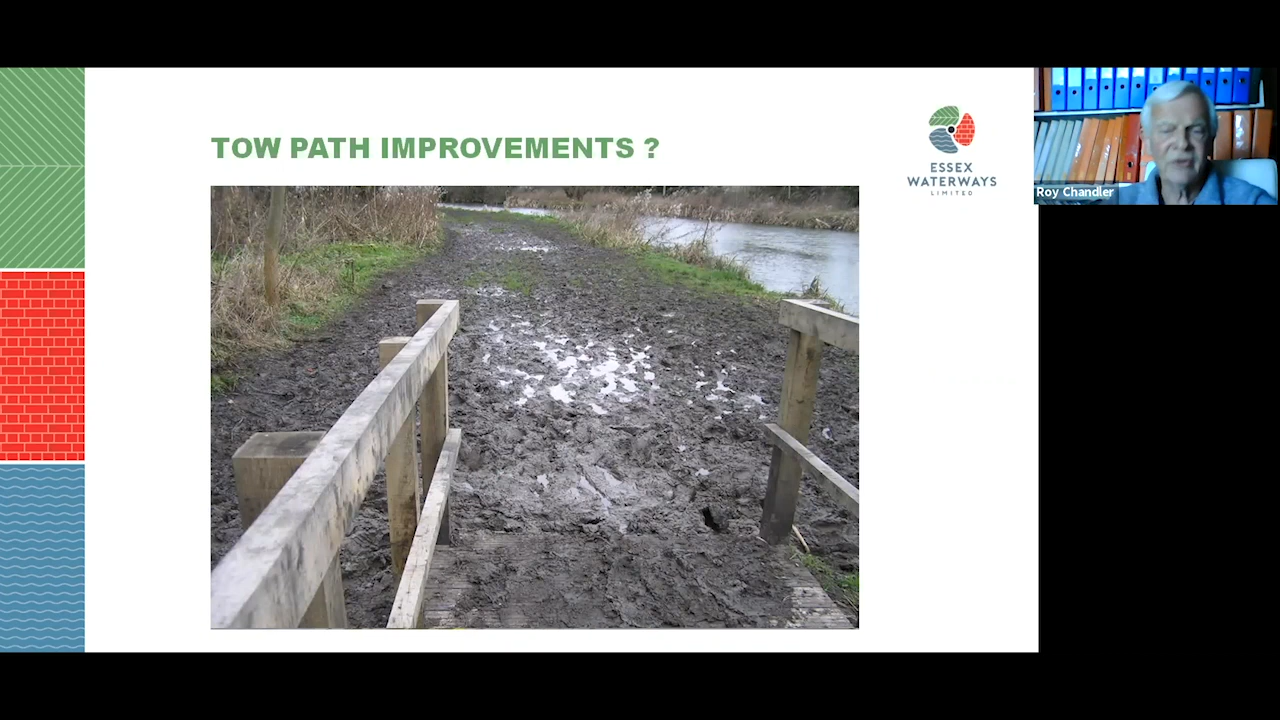 TOW PATH IMPROVEMENTS ?
ESSEX
WATERWAYS
LIMITED
Roy Chandler